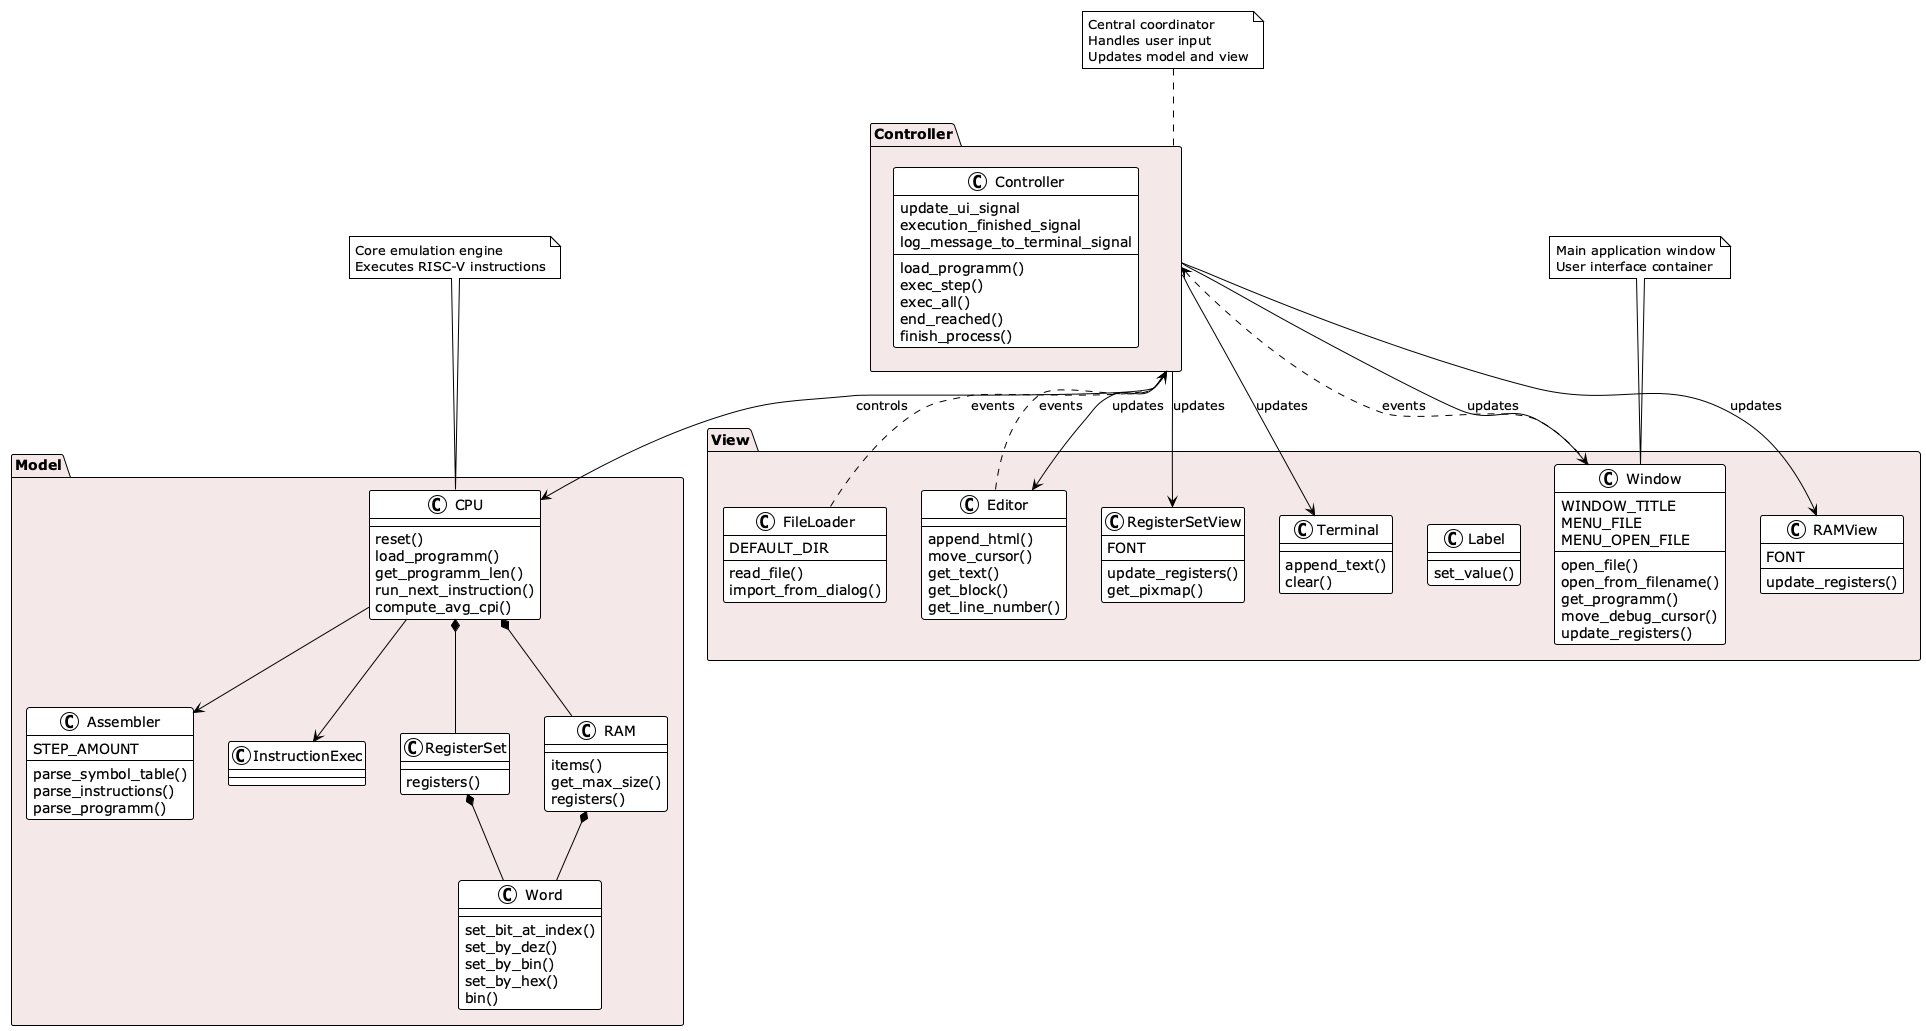 Central coordinator
Handles user input
Updates model and view
Controller
C Controller
update_ui_signal
execution_finished_signal
log_message_to_terminal_signal
load_programm()
exec_step()
exec_all()
end_reached()
finish_process()
Core emulation engine
Executes RISC-V instructions
Main application window
User interface container
controls
events
events
updates
updates
updates
events
updates
updates
Model
C CPU
reset()
load_programm()
get_programm_len()
run_next_instruction()
compute_avg_cpi()
C Assembler
STEP_AMOUNT
parse_symbol_table()
parse_instructions()
parse_programm()
C InstructionExec
C RegisterSet
registers()
C RAM
items()
get_max_size()
registers()
C Word
set_bit_at_index()
set_by_dez()
set_by_bin()
set_by_hex()
bin()
View
C FileLoader
DEFAULT_DIR
read_file()
import_from_dialog()
C Editor
append_html()
move_cursor()
get_text()
get_block()
get_line_number()
C RegisterSetView
FONT
update_registers()
get_pixmap()
C Terminal
append_text()
clear()
C Label
set_value()
C Window
WINDOW_TITLE
MENU_FILE
MENU_OPEN_FILE
open_file()
open_from_filename()
get_programm()
move_debug_cursor()
update_registers()
C RAMView
FONT
update_registers()